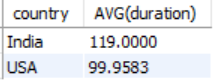 country AVG(duration)
India 119.0000
USA 99.9583